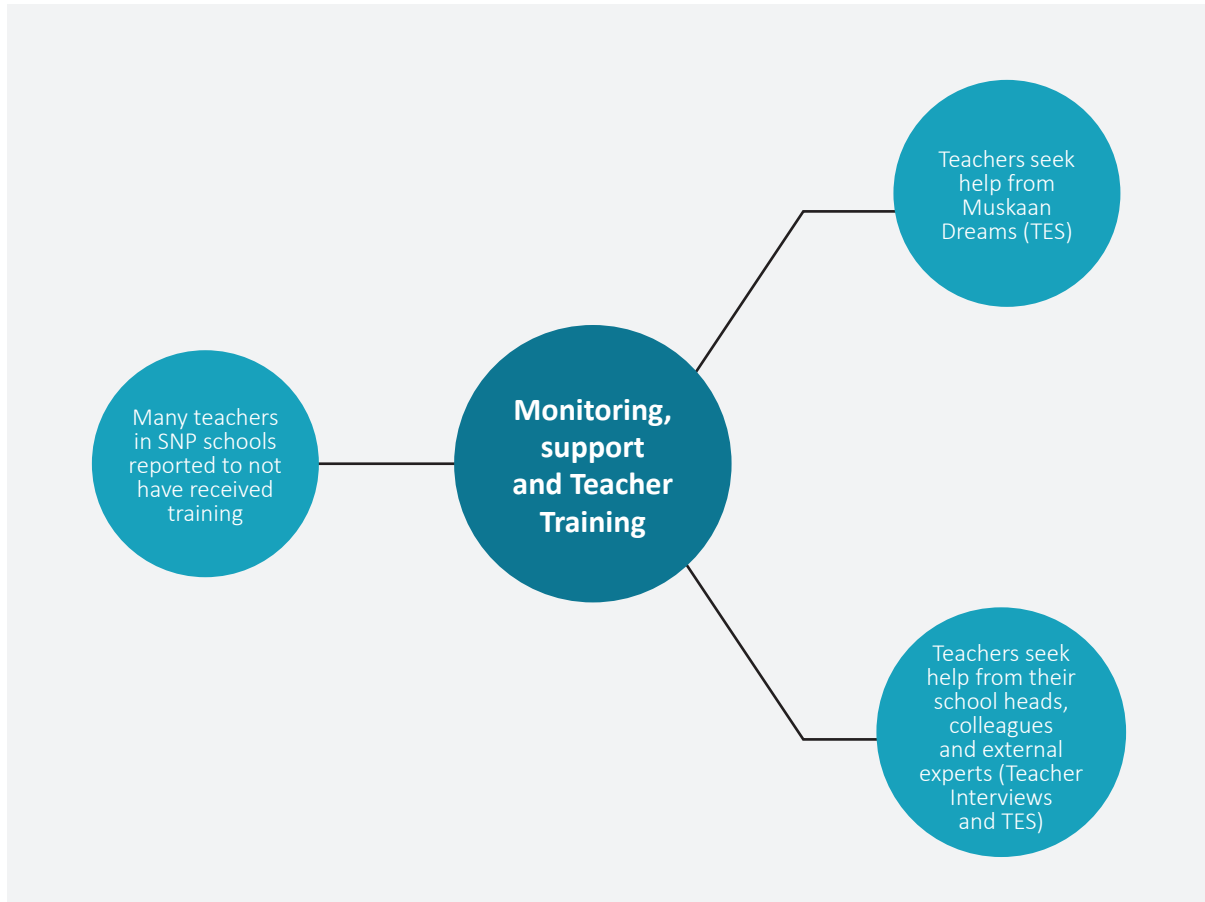 Teachers seek
help from
Muskaan
Dreams (TES)
Many teachers
in SNP schools
reported to not
have received
training
Monitoring,
support
and Teacher
Training
Teachers seek
help from their
school heads,
colleagues
and external
experts (Teacher
Interviews
and TES)